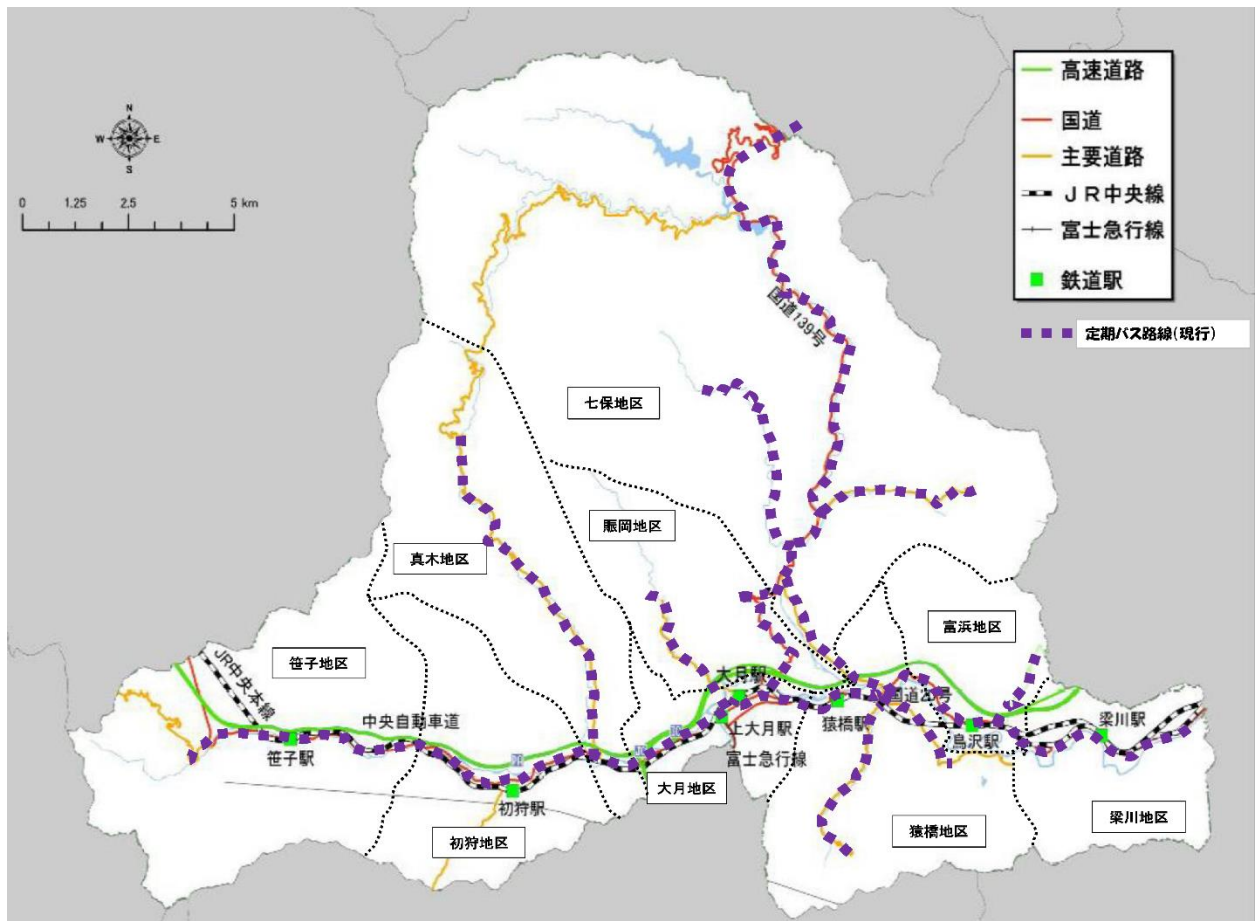 N
W E
S
0 1.25 2.5 5 km
高速道路
国道
主要道路
JR中央線
富士急行線
鉄道駅
定期バス路線(現行)
国道139号
七保地区
賑岡地区
真木地区
富浜地区
笹子地区
JR中央本線
中央自動車道
笹子駅
初狩駅
初狩地区
大月地区
大月駅
上大月駅
富士急行線
猿橋駅
国道20号
鳥沢駅
梁川駅
猿橋地区
梁川地区